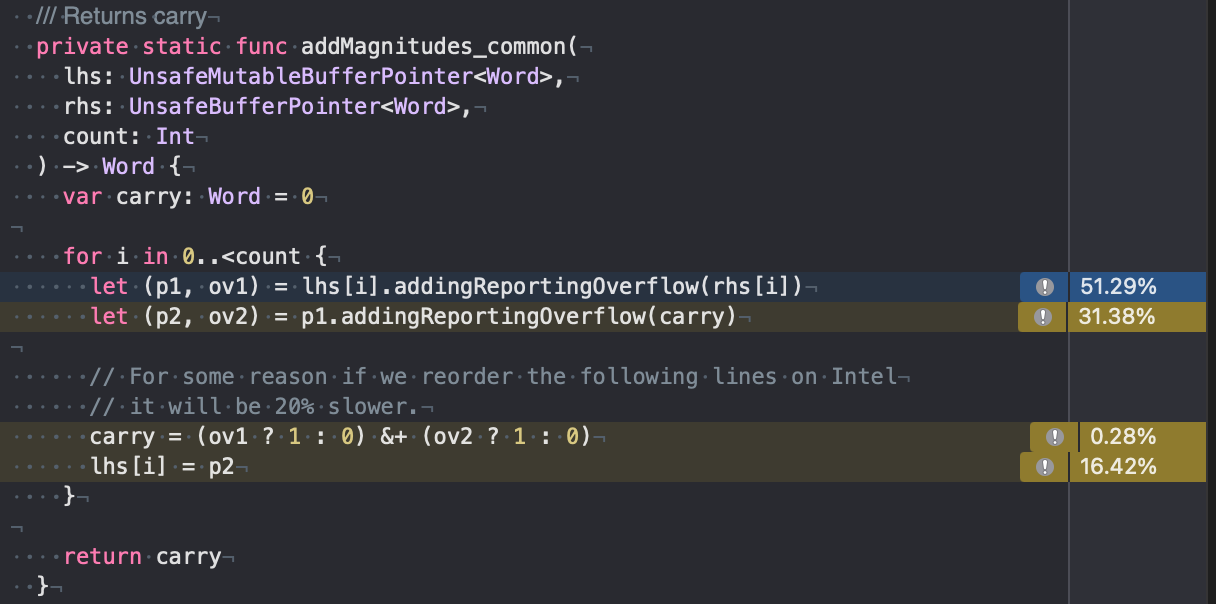 /// Returns carry
private static func addMagnitudes_common(
lhs: UnsafeMutableBufferPointer<Word>,
rhs: UnsafeBufferPointer<Word>,
count: Int
) -> Word {
var carry: Word = 0
for i in 0..<count {
let (p1, ov1) = lhs[i].addingReportingOverflow(rhs[i]) 51.29%
let (p2, ov2) = p1.addingReportingOverflow(carry) 31.38%
// For some reason if we reorder the following lines on Intel
// it will be 20% slower.
carry = (ov1 ? 1 : 0) &+ (ov2 ? 1 : 0) 0.28%
lhs[i] = p2 16.42%
}
return carry
}